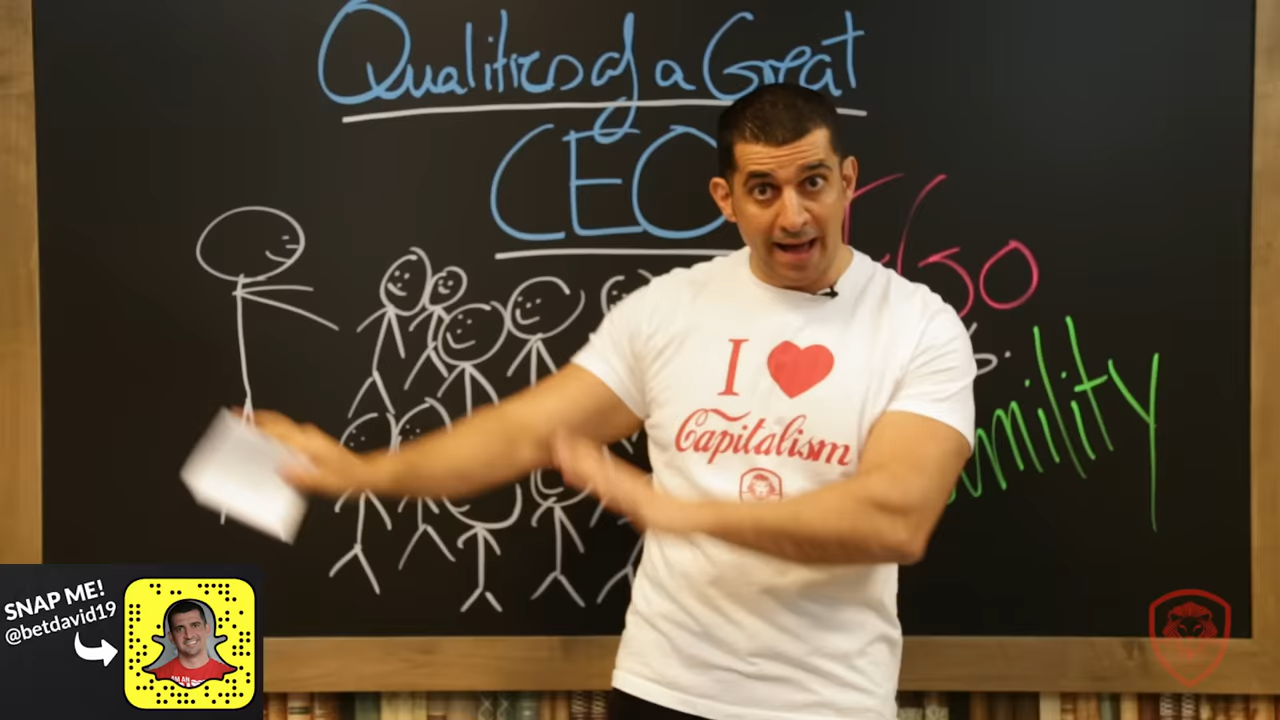 Qualities of a Great
CEO
EGO
umility
I
Capitalism
SNAP ME!
@betdavid19